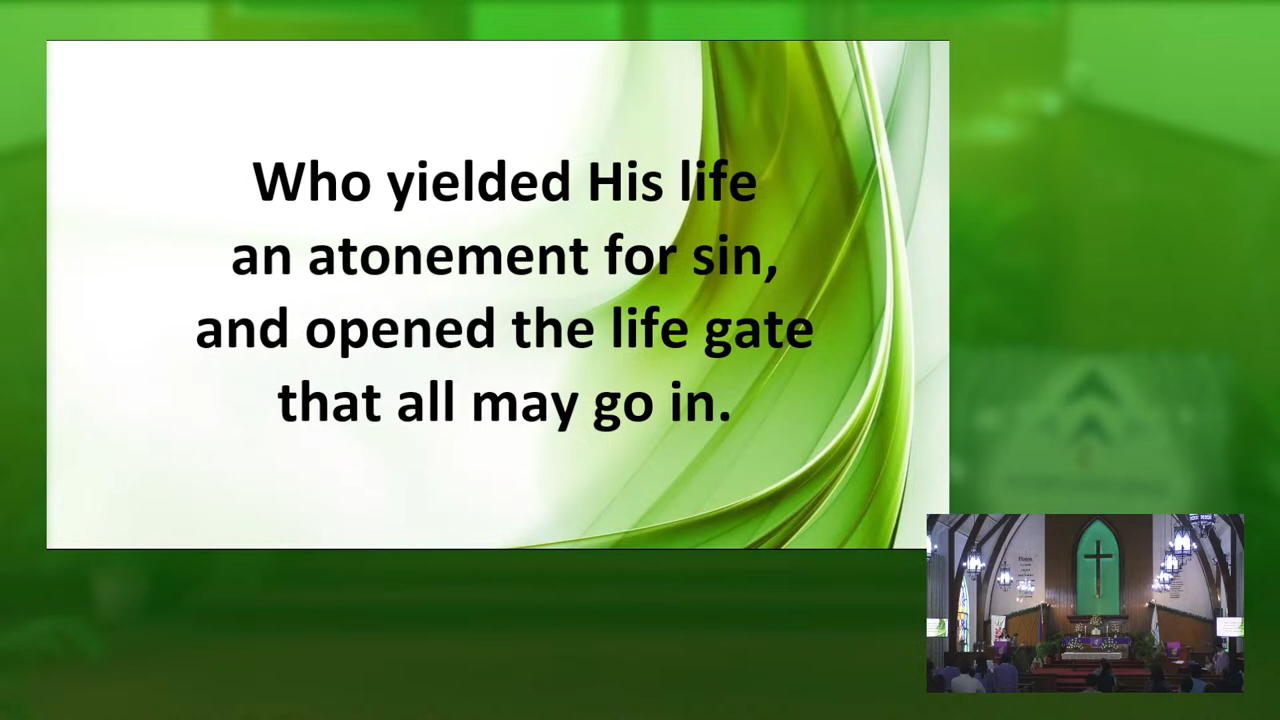 Who yielded His life
an atonement for sin,
and opened the life gate
that all may go in.